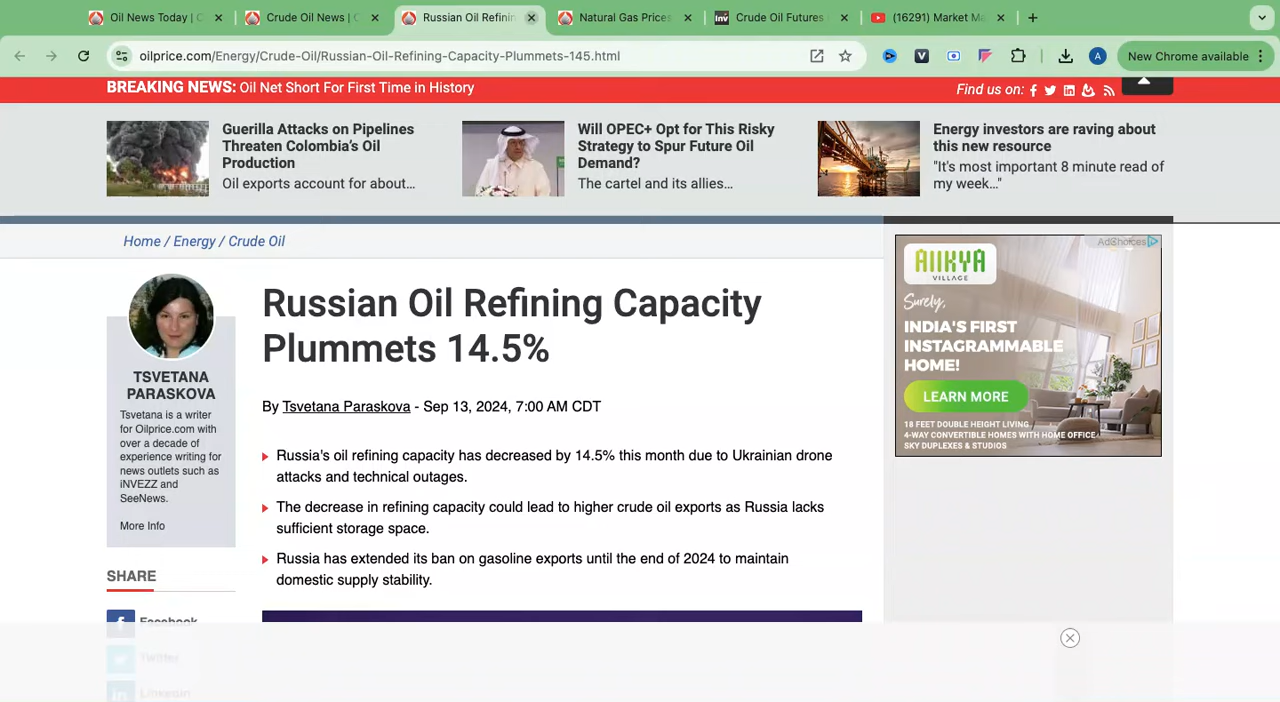 Oil News Today | C
Crude Oil News | C
Russian Oil Refinin
Natural Gas Prices
Inv
Crude Oil Futures
(16291) Market Ma
oilprice.com/Energy/Crude-Oil/Russian-Oil-Refining-Capacity-Plummets-145.html
V
A
New Chrome available
BREAKING NEWS: Oil Net Short For First Time in History
Find us on:
Guerilla Attacks on Pipelines
Threaten Colombia's Oil
Production
Oil exports account for about...
Will OPEC+ Opt for This Risky
Strategy to Spur Future Oil
Demand?
The cartel and its allies...
Energy investors are raving about
this new resource
"It's most important 8 minute read of
my week..."
Home / Energy / Crude Oil
TSVETANA
PARASKOVA
Tsvetana is a writer
for Oilprice.com with
over a decade of
experience writing for
news outlets such as
iNVEZZ and
SeeNews.
More Info
SHARE
Facebook
Twitter
Linkedin
Russian Oil Refining Capacity
Plummets 14.5%
By Tsvetana Paraskova - Sep 13, 2024, 7:00 AM CDT
Russia's oil refining capacity has decreased by 14.5% this month due to Ukrainian drone
attacks and technical outages.
The decrease in refining capacity could lead to higher crude oil exports as Russia lacks
sufficient storage space.
Russia has extended its ban on gasoline exports until the end of 2024 to maintain
domestic supply stability.
AdChoices
AIIKYA
VILLAGE
Surely,
INDIA'S FIRST
INSTAGRAMMABLE
HOME!
LEARN MORE
18 FEET DOUBLE HEIGHT LIVING
4-WAY CONVERTIBLE HOMES WITH HOME OFFICE
SKY DUPLEXES & STUDIOS